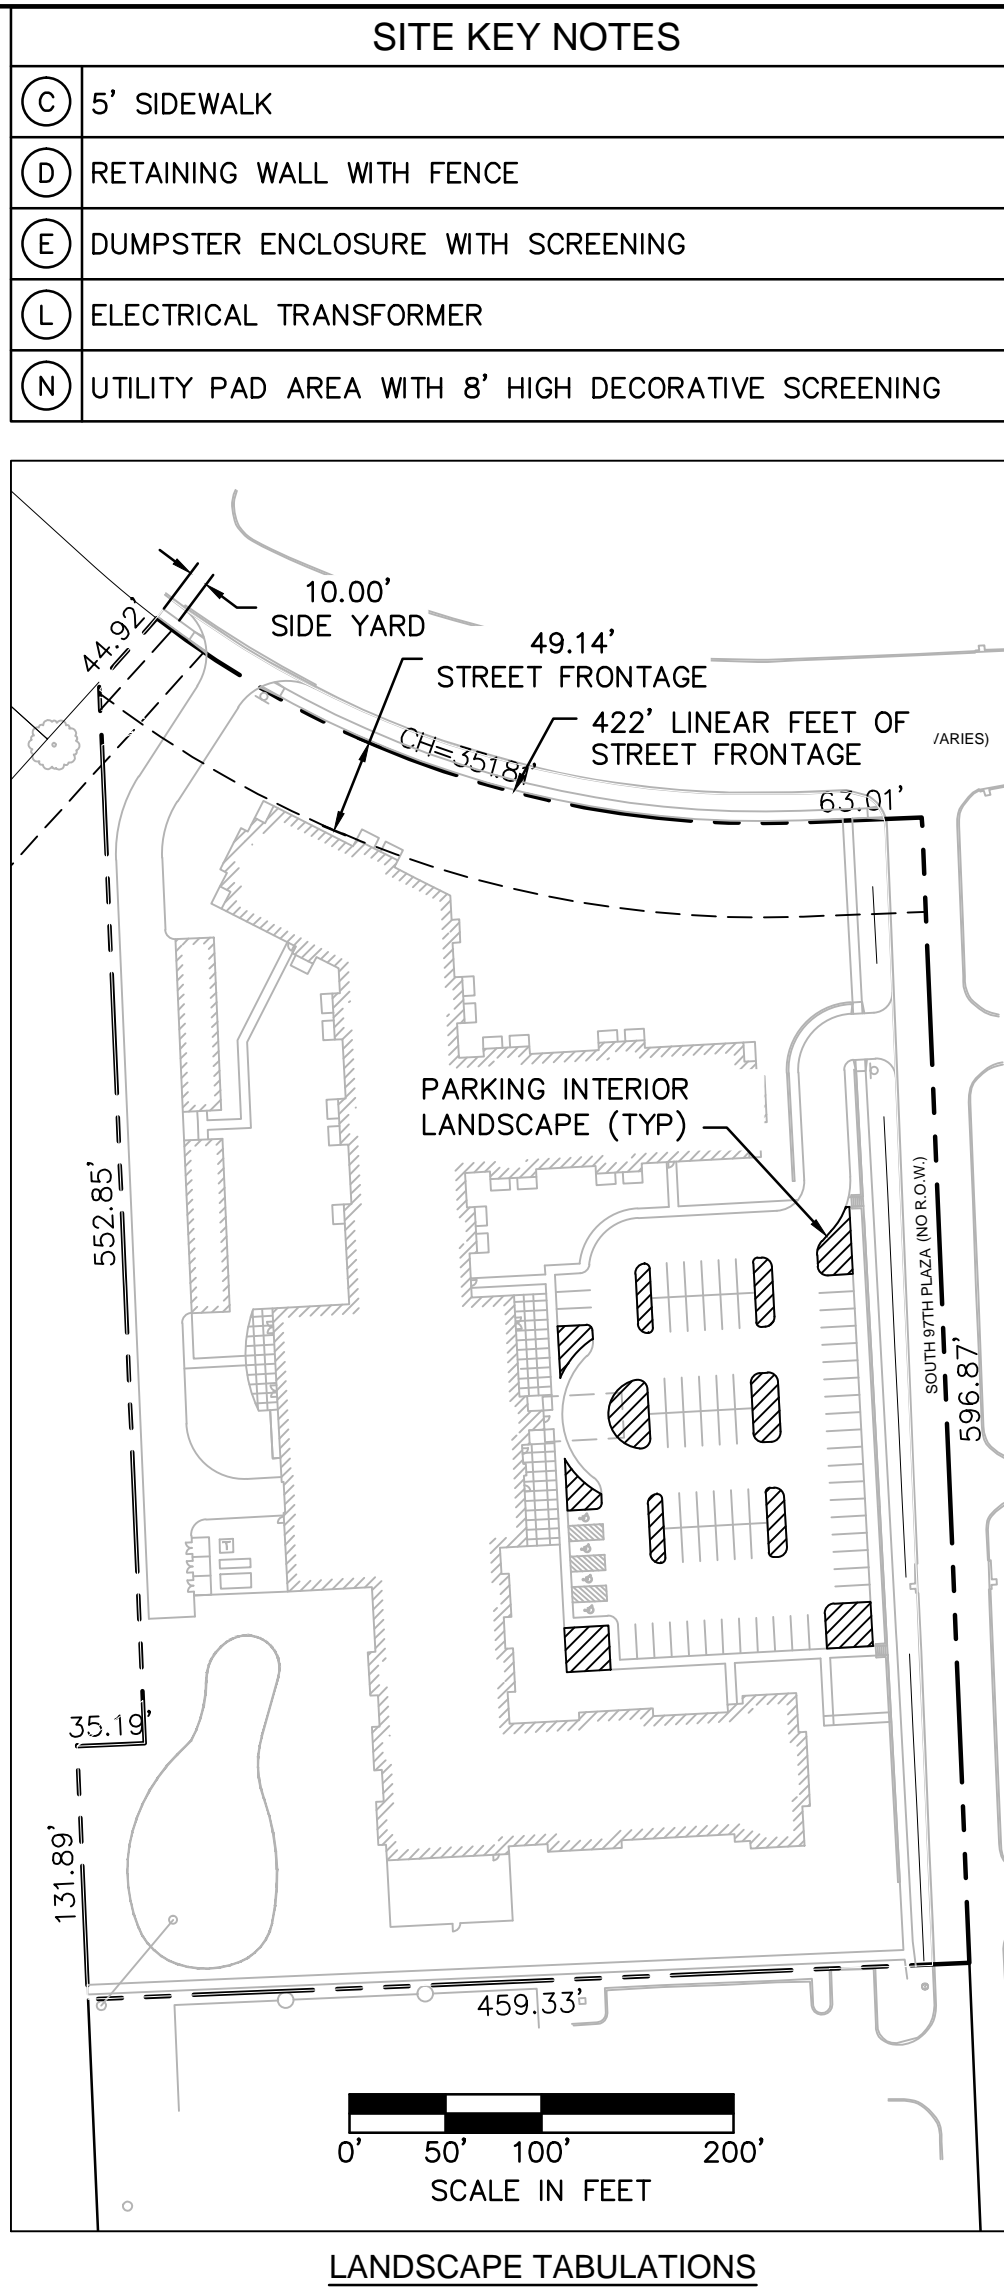 SITE KEY NOTES
C 5' SIDEWALK
D RETAINING WALL WITH FENCE
E DUMPSTER ENCLOSURE WITH SCREENING
L ELECTRICAL TRANSFORMER
N UTILITY PAD AREA WITH 8' HIGH DECORATIVE SCREENING
10.00'
SIDE YARD
44.92'
49.14'
STREET FRONTAGE
422' LINEAR FEET OF
STREET FRONTAGE
/ARIES)
CH=351.81'
63.01'
PARKING INTERIOR
LANDSCAPE (TYP)
552.85'
SOUTH 97TH PLAZA (NO R.O.W.)
596.87'
T
35.19'
131.89'
459.33'
0' 50' 100' 200'
SCALE IN FEET
LANDSCAPE TABULATIONS